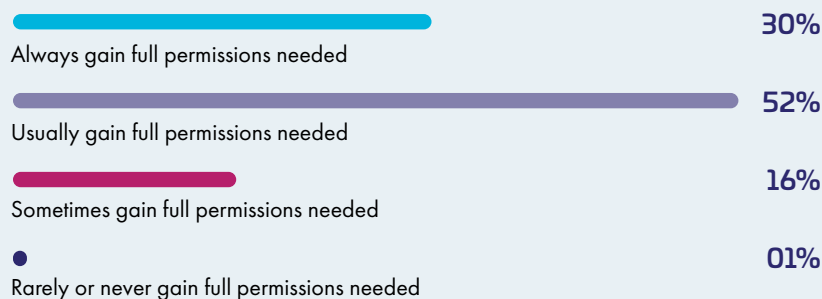 30%
Always gain full permissions needed
52%
Usually gain full permissions needed
16%
Sometimes gain full permissions needed
01%
Rarely or never gain full permissions needed